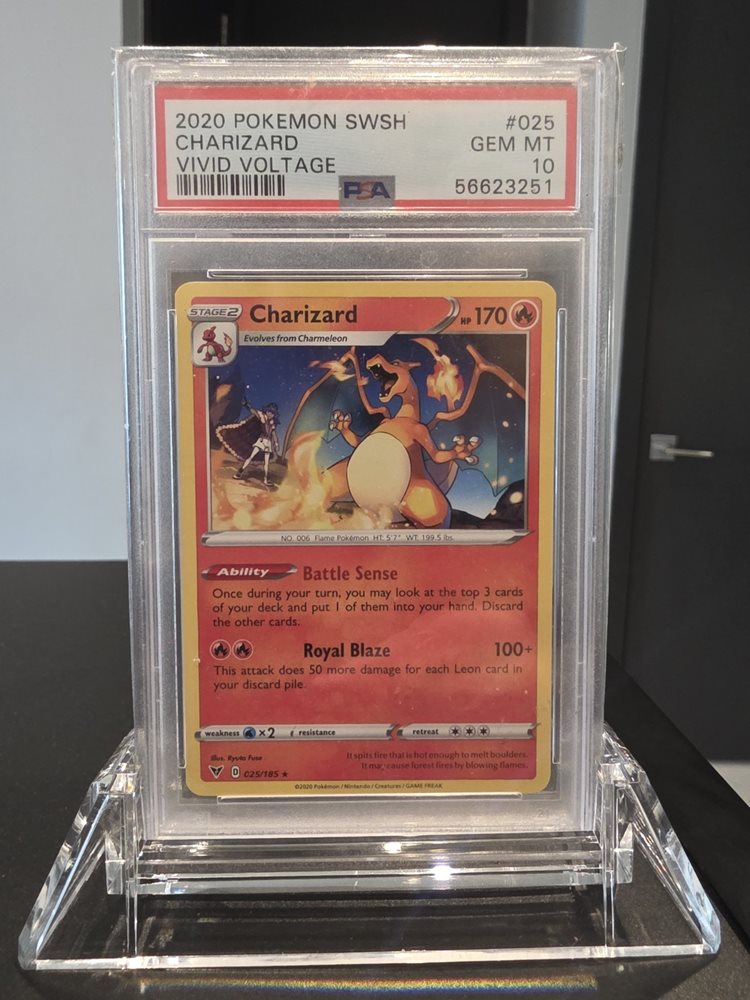 2020 POKEMON SWSH #025
CHARIZARD GEM MT
VIVID VOLTAGE 10
PSA 56623251
STAGE 2 Charizard HP 170
Evolves from Charmeleon
NO. 006 Flame Pokémon HT: 5'7" WT: 199.5 lbs.
Ability Battle Sense
Once during your turn, you may look at the top 3 cards
of your deck and put 1 of them into your hand. Discard
the other cards.
Royal Blaze 100+
This attack does 50 more damage for each Leon card in
your discard pile.
weakness ×2 resistance retreat
Illus. Ryuta Fuse
It spits fire that is hot enough to melt boulders.
It may cause forest fires by blowing flames.
D 025/185 ★
©2020 Pokémon / Nintendo / Creatures / GAME FREAK